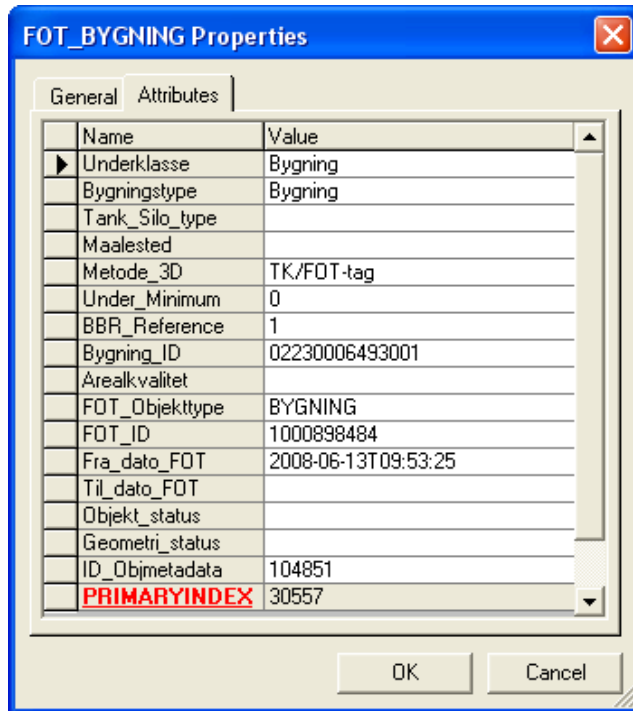 FOT_BYGNING Properties
General Attributes
Name Value
Underklasse Bygning
Bygningstype Bygning
Tank_Silo_type
Maalested
Metode_3D TK/FOT-tag
Under_Minimum 0
BBR_Reference 1
Bygning_ID 02230006493001
Arealkvalitet
FOT_Objekttype BYGNING
FOT_ID 1000898484
Fra_dato_FOT 2008-06-13T09:53:25
Til_dato_FOT
Objekt_status
Geometri_status
ID_Objmetadata 104851
PRIMARYINDEX 30557
OK Cancel